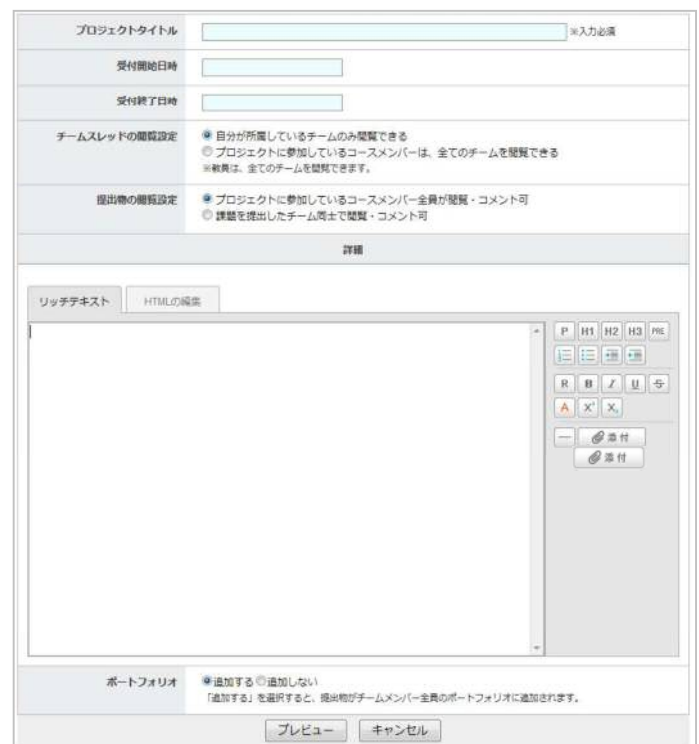 プロジェクトタイトル ※入力必須
受付開始日時
受付終了日時
チームスレッドの閲覧設定 自分が所属しているチームのみ閲覧できる
プロジェクトに参加しているコースメンバーは、全てのチームを閲覧できる
※教員は、全てのチームを閲覧できます。
提出物の閲覧設定 プロジェクトに参加しているコースメンバー全員が閲覧・コメント可
課題を提出したチーム同士で閲覧・コメント可
詳細
リッチテキスト HTMLの編集
P H1 H2 H3 PRE
R B I U S
A X² X₂
添付
添付
ポートフォリオ 追加する 追加しない
「追加する」を選択すると、提出物がチームメンバー全員のポートフォリオに追加されます。
プレビュー キャンセル